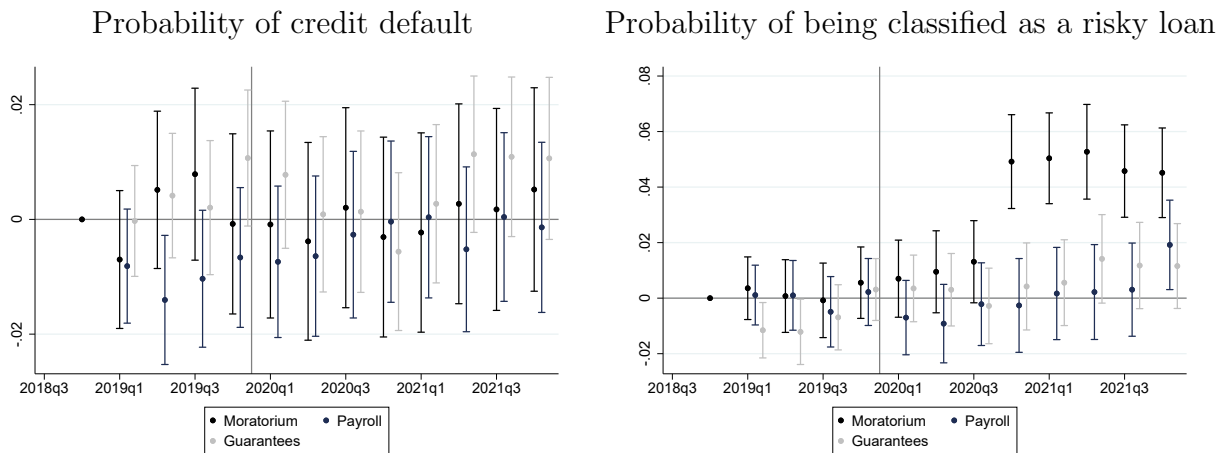 Probability of credit default
.02
0
-.02
2018q3 2019q1 2019q3 2020q1 2020q3 2021q1 2021q3
Moratorium Payroll
Guarantees
Probability of being classified as a risky loan
.08
.06
.04
.02
0
-.02
2018q3 2019q1 2019q3 2020q1 2020q3 2021q1 2021q3
Moratorium Payroll
Guarantees